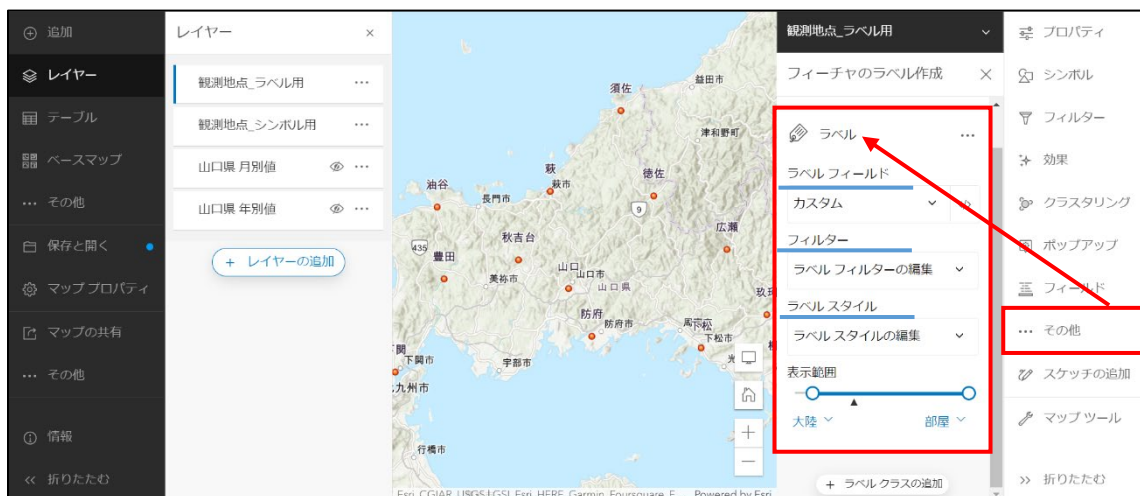 追加
レイヤー
テーブル
ベースマップ
その他
保存と開く
マップ プロパティ
マップの共有
その他
情報
折りたたむ
レイヤー
観測地点_ラベル用
観測地点_シンボル用
山口県 月別値
山口県 年別値
+ レイヤーの追加
須佐
益田市
津和野町
萩
萩市
徳佐
油谷
長門市
9
広瀬
435
豊田
秋吉台
美祢市
山口
山口市
山口県
防府
防府市
下松
下松市
下関市
宇部市
九州市
行橋市
Esri, CGIAR, USGS | GSI, Esri, HERE, Garmin, Foursquare, F...
Powered by Esri
観測地点_ラベル用
フィーチャのラベル作成
ラベル
ラベル フィールド
カスタム
フィルター
ラベル フィルターの編集
ラベル スタイル
ラベル スタイルの編集
表示範囲
大陸
部屋
+ ラベル クラスの追加
プロパティ
シンボル
フィルター
効果
クラスタリング
ポップアップ
フィールド
その他
スケッチの追加
マップ ツール
折りたたむ